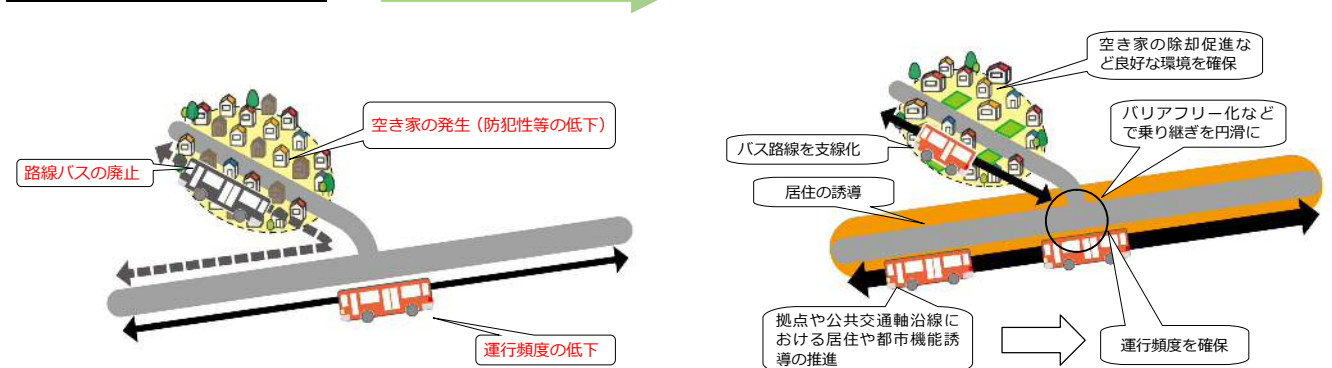 空き家の発生（防犯性等の低下）
路線バスの廃止
運行頻度の低下
空き家の除却促進な
ど良好な環境を確保
バリアフリー化など
で乗り継ぎを円滑に
バス路線を支線化
居住の誘導
拠点や公共交通軸沿線に
おける居住や都市機能誘
導の推進
運行頻度を確保